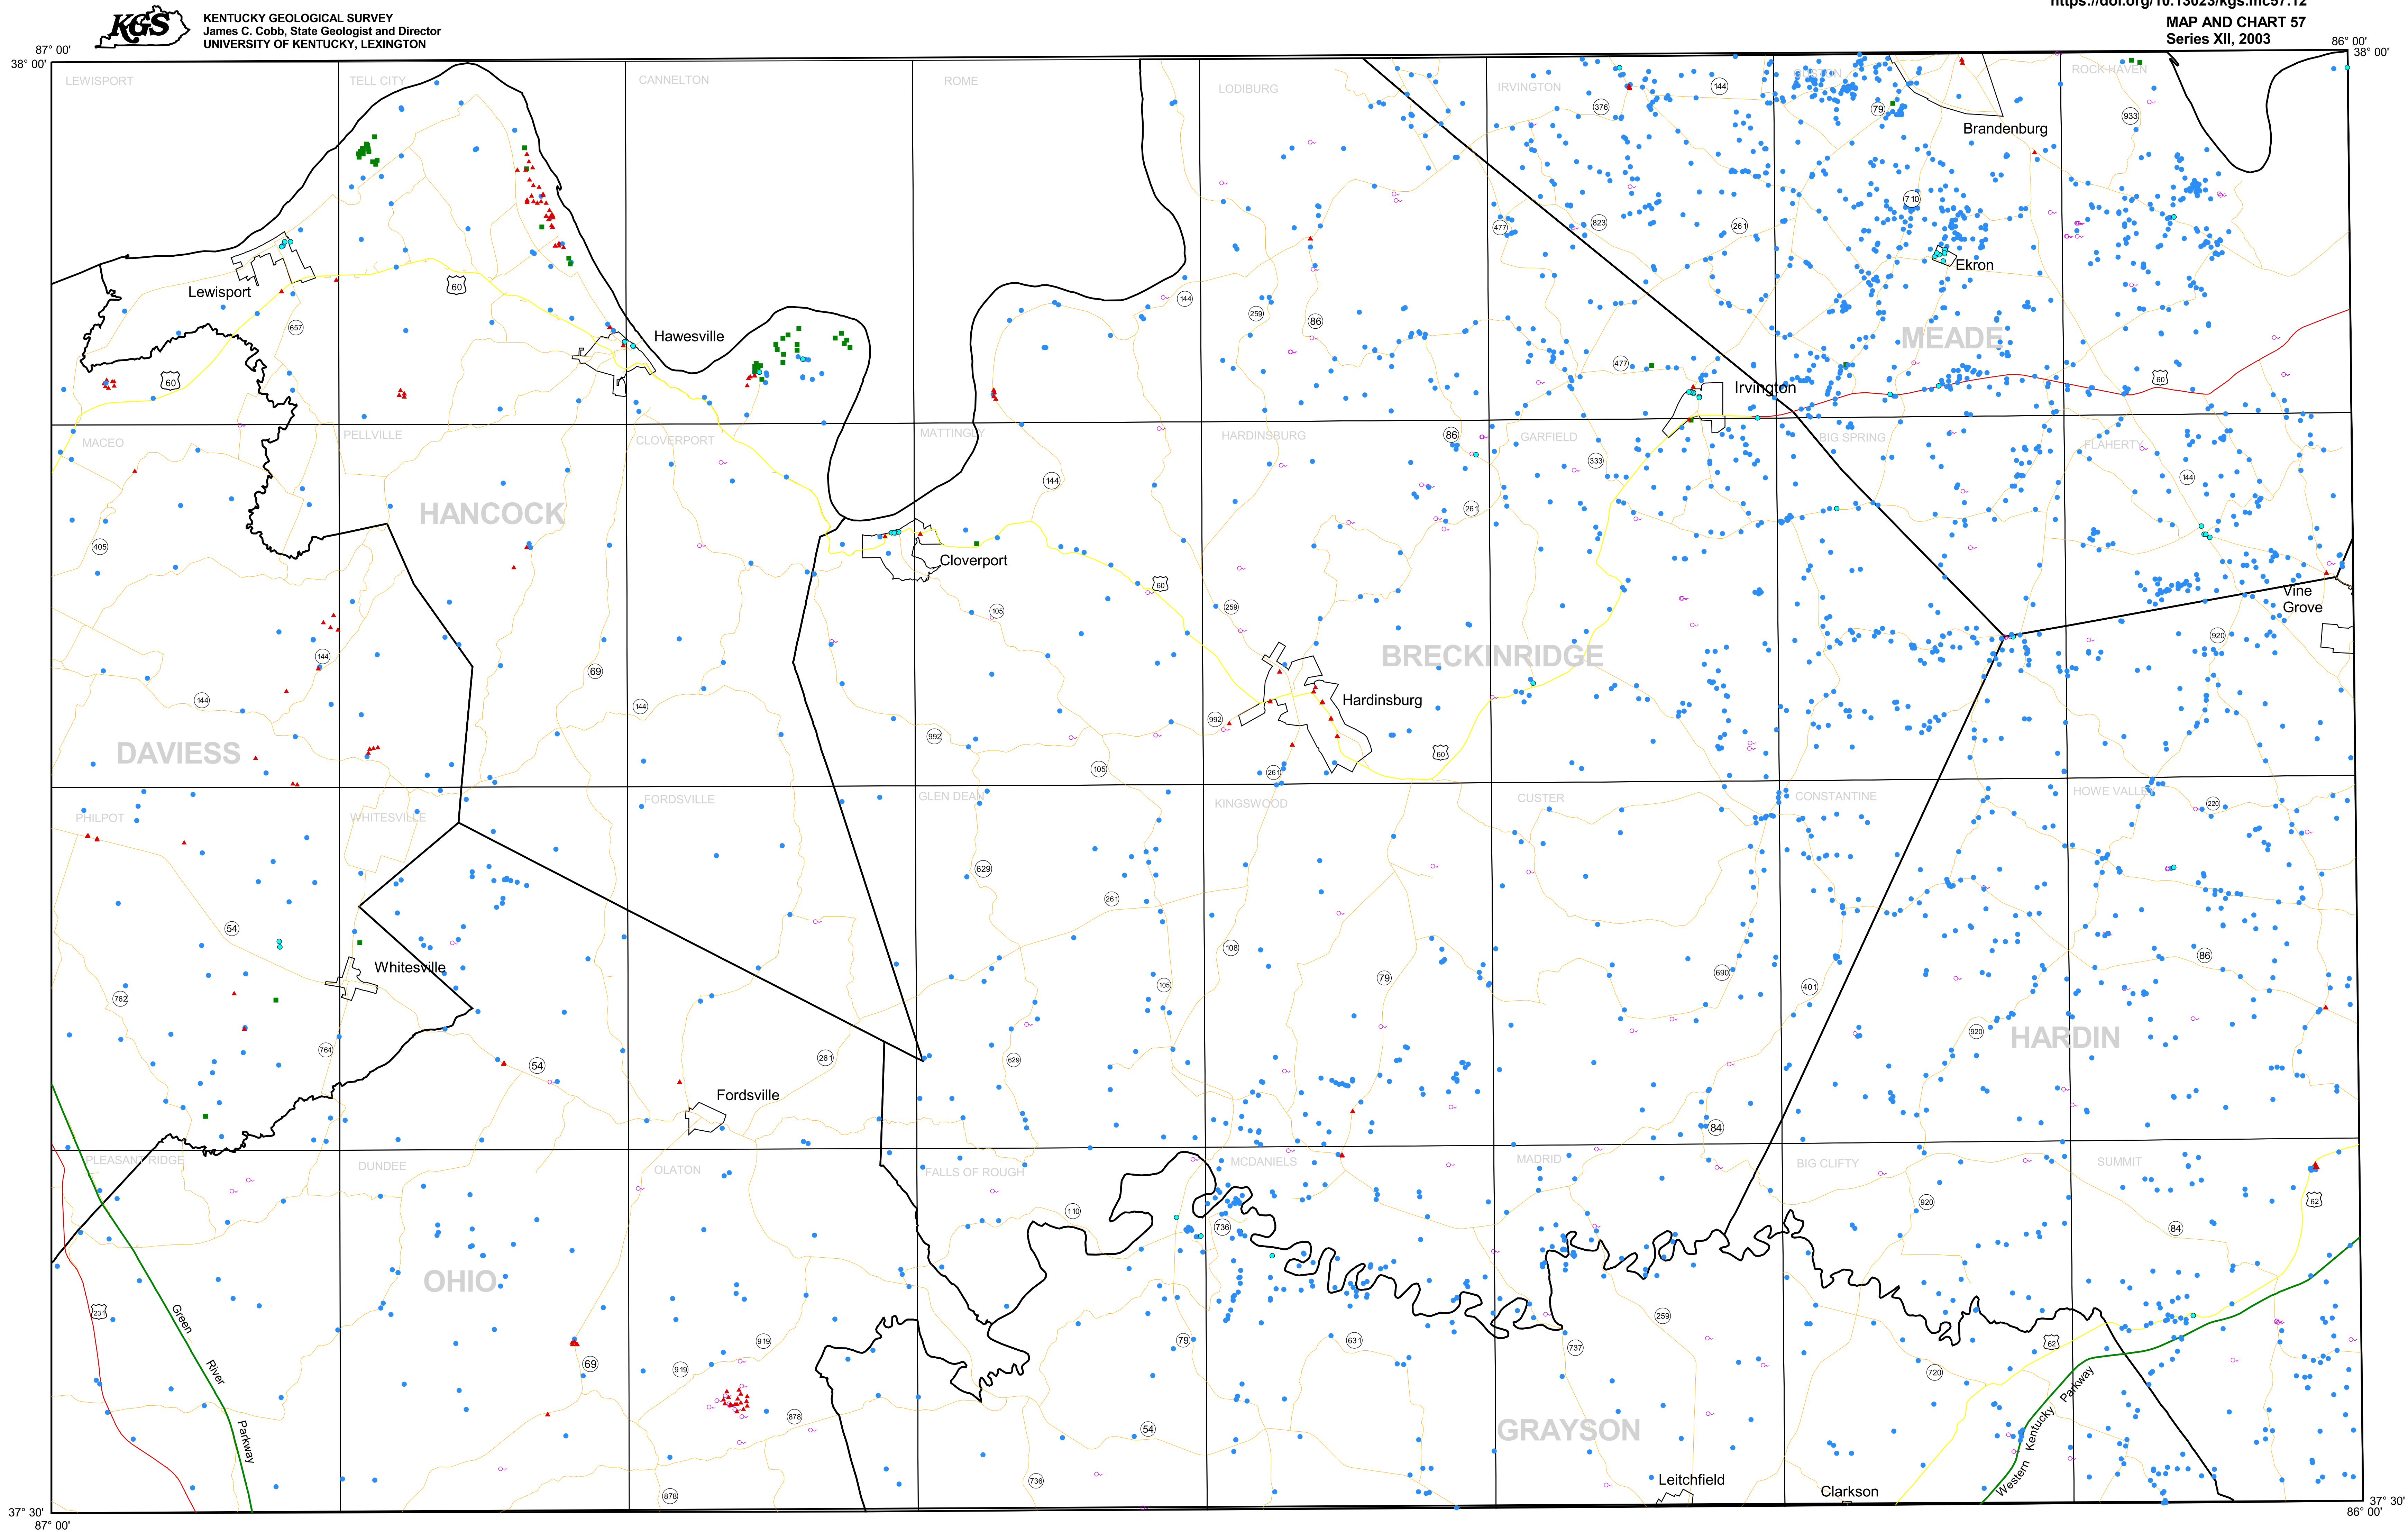 https://doi.org/10.13023/kgs.mc57.12
MAP AND CHART 57
Series XII, 2003
KGS
KENTUCKY GEOLOGICAL SURVEY
James C. Cobb, State Geologist and Director
UNIVERSITY OF KENTUCKY, LEXINGTON
87° 00'
86° 00'
38° 00'
38° 00'
LEWISPORT
TELL CITY
CANNELTON
ROME
LODIBURG
IRVINGTON
ROCK HAVEN
376
144
79
933
Brandenburg
710
477
823
261
Ekron
Lewisport
60
657
144
259
86
Hawesville
MEADE
60
477
60
Irvington
MACEO
PELLVILLE
CLOVERPORT
MATTINGLY
HARDINSBURG
86
GARFIELD
BIG SPRING
FLAHERTY
333
144
144
HANCOCK
261
405
Cloverport
60
105
259
Vine
Grove
920
144
69
BRECKINRIDGE
144
144
Hardinsburg
992
992
DAVIESS
60
105
261
PHILPOT
WHITESVILLE
FORDSVILLE
GLEN DEAN
KINGSWOOD
CUSTER
CONSTANTINE
HOWE VALLEY
220
629
261
54
108
Whitesville
86
79
690
105
401
762
920
HARDIN
764
54
261
629
Fordsville
84
PLEASANT RIDGE
DUNDEE
OLATON
FALLS OF ROUGH
MCDANIELS
MADRID
BIG CLIFTY
SUMMIT
110
736
920
62
84
OHIO
231
Green
River
Parkway
919
79
631
259
737
62
69
919
720
Parkway
878
54
GRAYSON
Kentucky
Western
736
878
Leitchfield
Clarkson
37° 30'
37° 30'
87° 00'
86° 00'